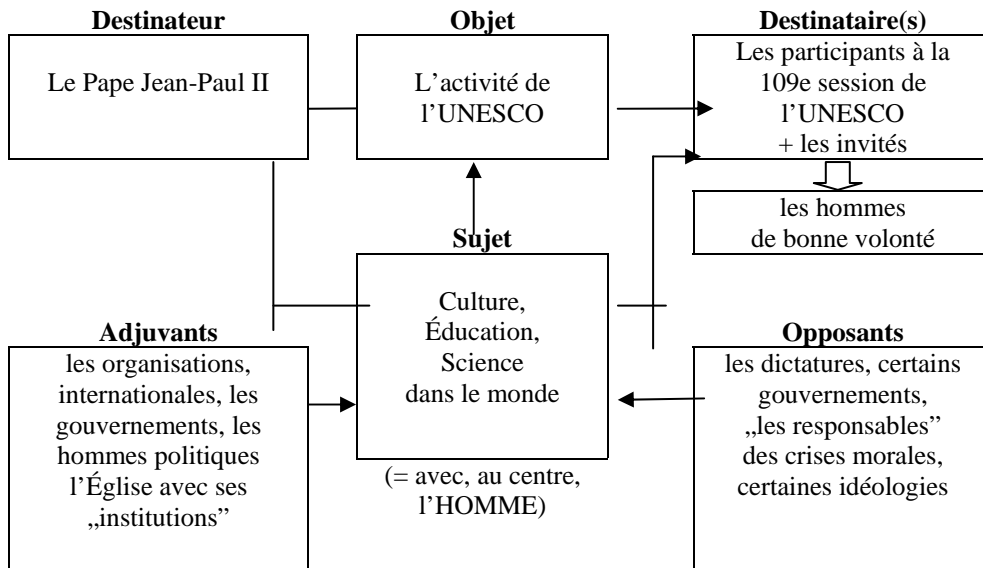 Destinateur
Le Pape Jean-Paul II
Objet
L’activité de
l’UNESCO
Destinataire(s)
Les participants à la
109e session de
l’UNESCO
+ les invités
les hommes
de bonne volonté
Sujet
Culture,
Éducation,
Science
dans le monde
(= avec, au centre,
l’HOMME)
Adjuvants
les organisations,
internationales, les
gouvernements, les
hommes politiques
l’Église avec ses
„institutions”
Opposants
les dictatures, certains
gouvernements,
„les responsables”
des crises morales,
certaines idéologies